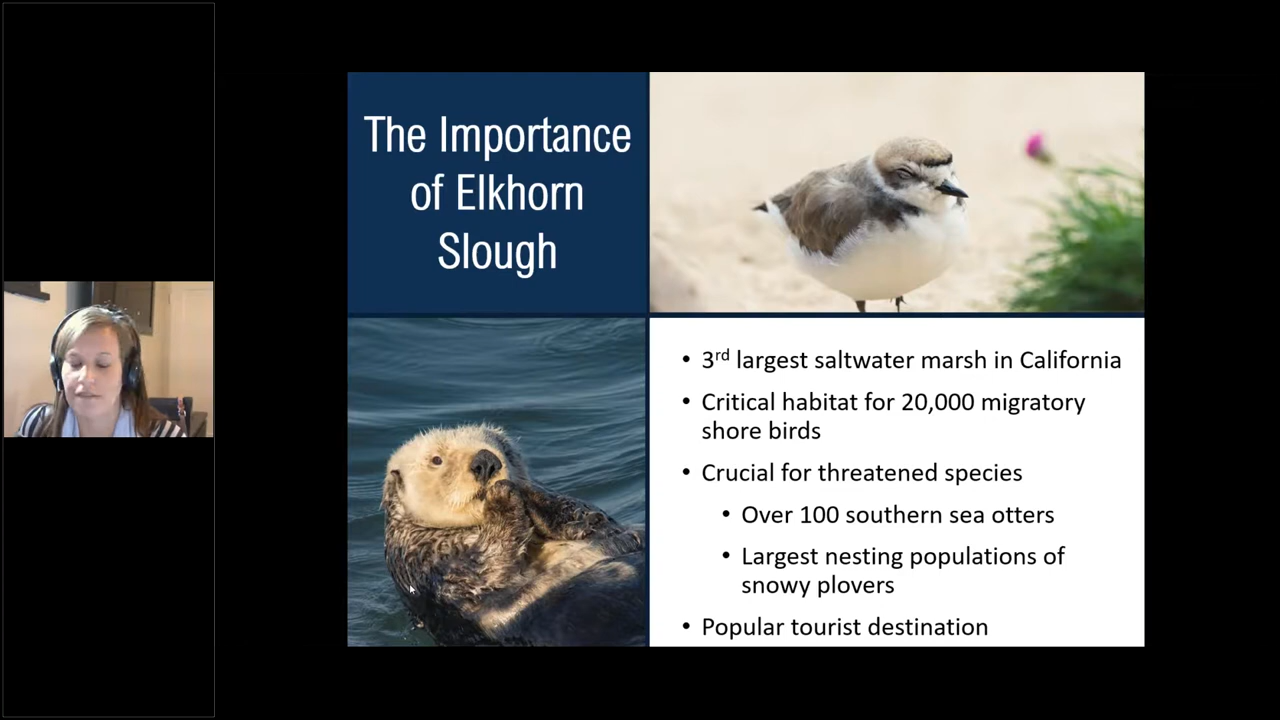 The Importance
of Elkhorn
Slough
• 3rd largest saltwater marsh in California
• Critical habitat for 20,000 migratory
shore birds
• Crucial for threatened species
• Over 100 southern sea otters
• Largest nesting populations of
snowy plovers
• Popular tourist destination